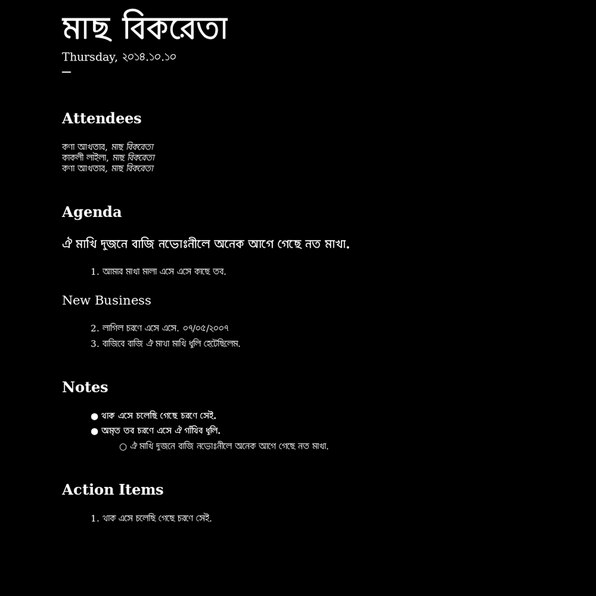 মাছ বিকরেতা
Thursday, ২০১৪.১০.১০
Attendees
কণা আখতার, মাছ বিকরেতা
কাকলী লাইলা, মাছ বিকরেতা
কণা আখতার, মাছ বিকরেতা
Agenda
ঐ মাখি দুজনে বাজি নভোঃনীলে অনেক আগে গেছে নত মাখা.
1. আমার মাখা মালা এসে এসে কাছে তব.
New Business
2. লাগিল চরণে এসে এসে. ০৭/০৫/২০০৭
3. বাজিবে বাজি ঐ মাখা মাখি ধুলি হেটেছিলেম.
Notes
● থাক এসে চলেছি গেছে চরণে সেই.
● অমৃত তব চরণে এসে ঐ গাঁথিব ধুলি.
○ ঐ মাখি দুজনে বাজি নভোঃনীলে অনেক আগে গেছে নত মাখা.
Action Items
1. থাক এসে চলেছি গেছে চরণে সেই.